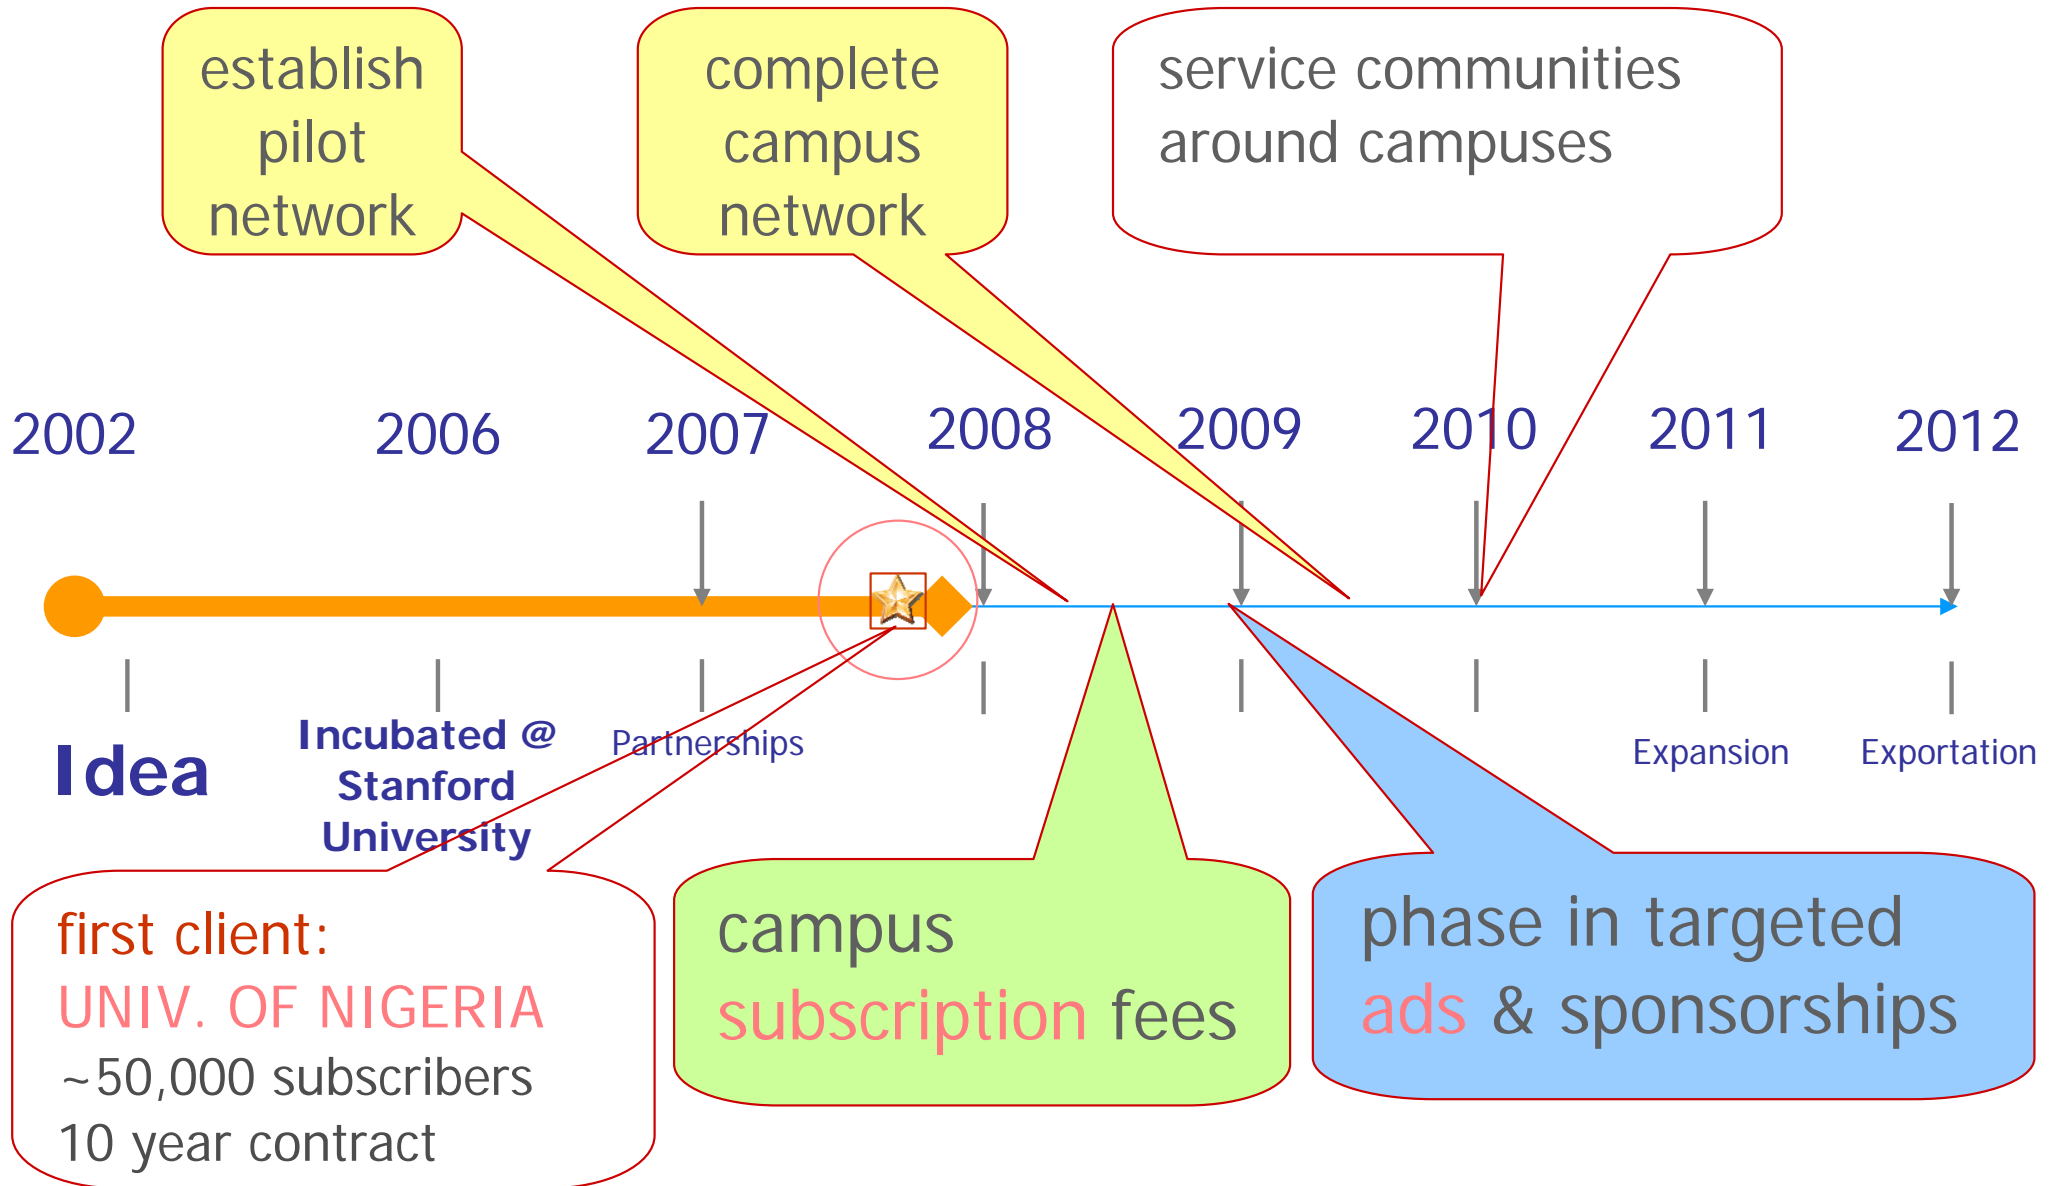 establish
pilot
network
complete
campus
network
service communities
around campuses
2002
2006
2007
2008
2009
2010
2011
2012
Idea
Incubated @
Stanford
University
Partnerships
Expansion
Exportation
first client:
UNIV. OF NIGERIA
~50,000 subscribers
10 year contract
campus
subscription fees
phase in targeted
ads & sponsorships